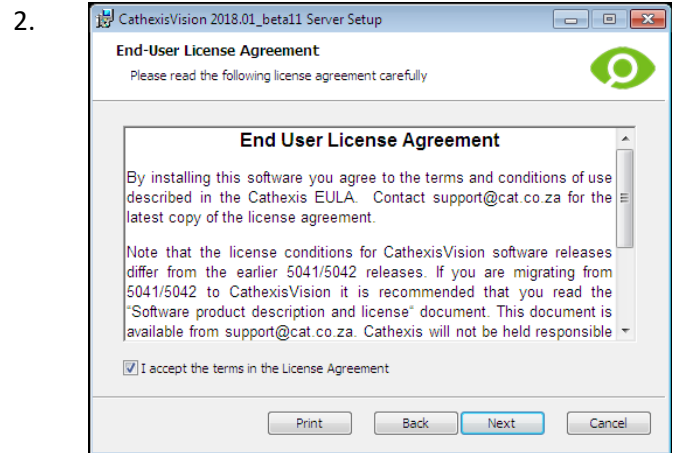 2.
CathexisVision 2018.01_beta11 Server Setup
End-User License Agreement
Please read the following license agreement carefully
End User License Agreement
By installing this software you agree to the terms and conditions of use
described in the Cathexis EULA.  Contact support@cat.co.za for the
latest copy of the license agreement.
Note that the license conditions for CathexisVision software releases
differ from the earlier 5041/5042 releases. If you are migrating from
5041/5042 to CathexisVision it is recommended that you read the
“Software product description and license“ document. This document is
available from support@cat.co.za. Cathexis will not be held responsible
I accept the terms in the License Agreement
Print Back Next Cancel